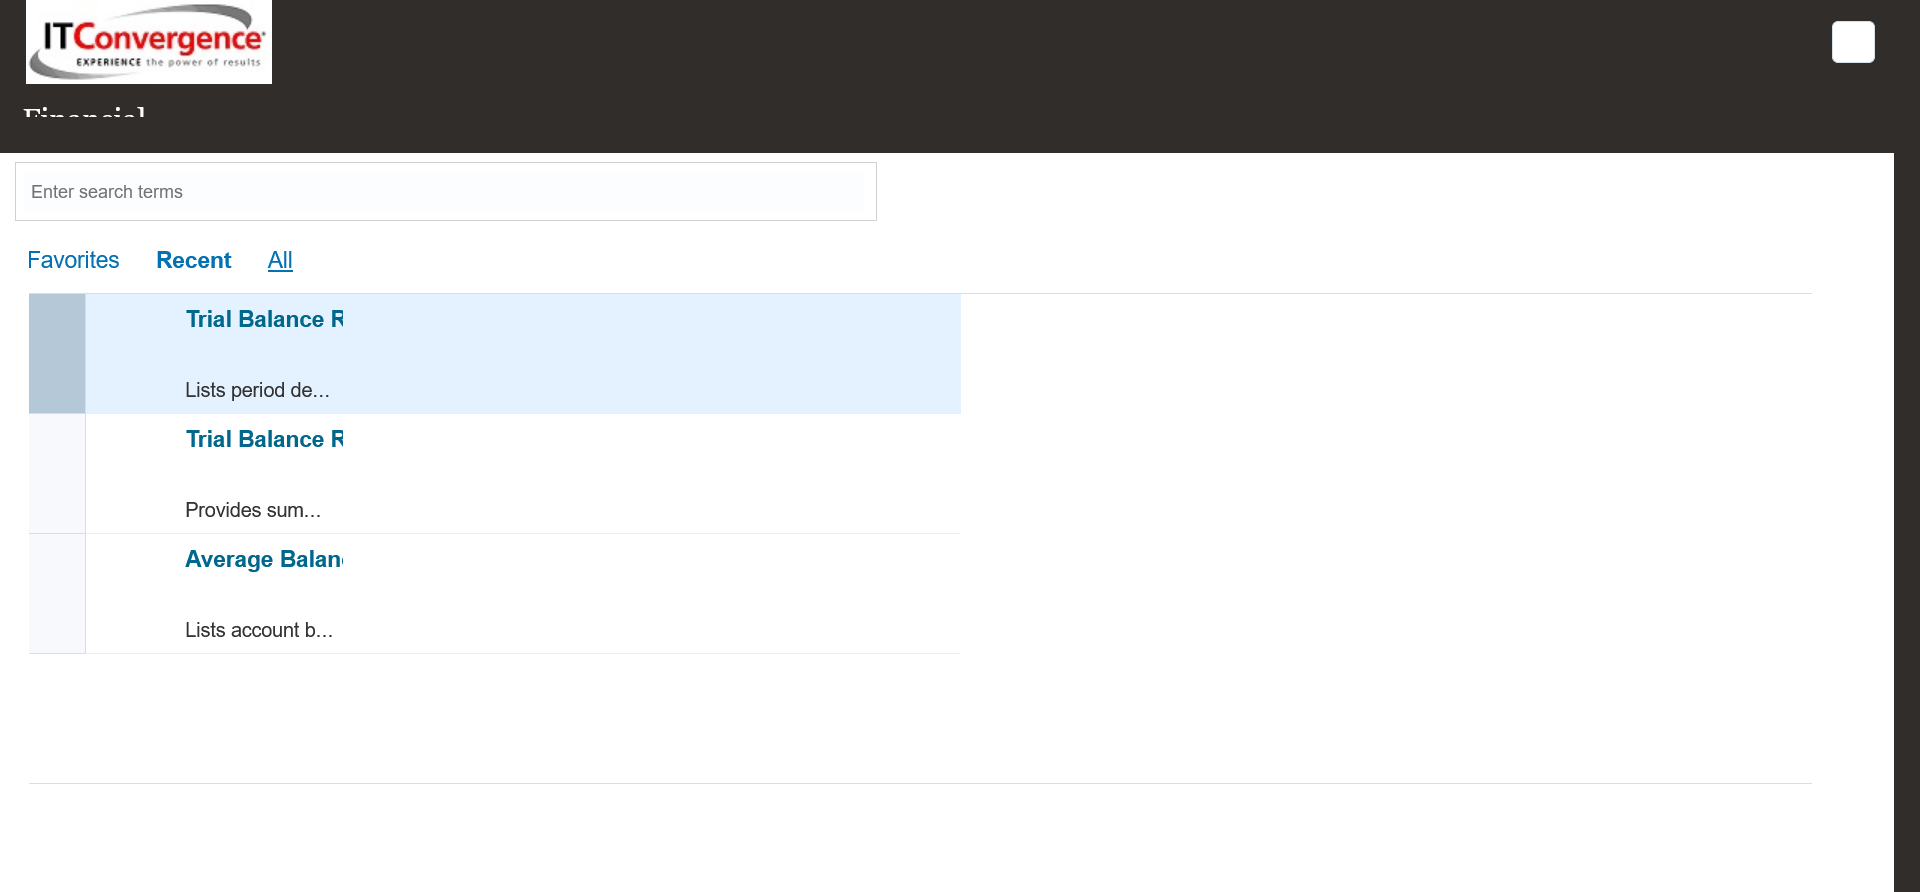 ITConvergence
EXPERIENCE the power of results
Financial
Enter search terms
Favorites Recent All
Trial Balance R
Lists period de...
Trial Balance R
Provides sum...
Average Balanc
Lists account b...